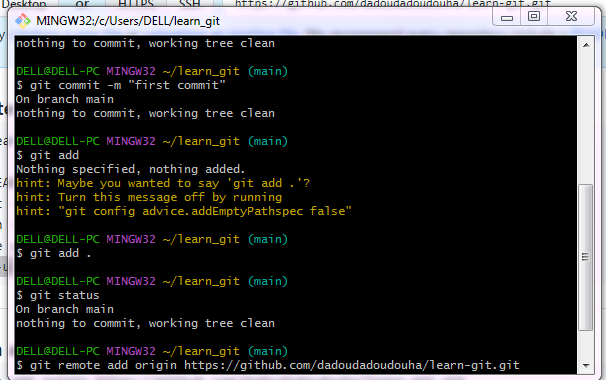 Desktop or HTTPS SSH https://github.com/dadoudadoudouha/learn-git.git
MINGW32:/c/Users/DELL/learn_git
nothing to commit, working tree clean
DELL@DELL-PC MINGW32 ~/learn_git (main)
$ git commit -m "first commit"
On branch main
nothing to commit, working tree clean
DELL@DELL-PC MINGW32 ~/learn_git (main)
$ git add
Nothing specified, nothing added.
hint: Maybe you wanted to say 'git add .'?
hint: Turn this message off by running
hint: "git config advice.addEmptyPathspec false"
DELL@DELL-PC MINGW32 ~/learn_git (main)
$ git add .
DELL@DELL-PC MINGW32 ~/learn_git (main)
$ git status
On branch main
nothing to commit, working tree clean
DELL@DELL-PC MINGW32 ~/learn_git (main)
$ git remote add origin https://github.com/dadoudadoudouha/learn-git.git